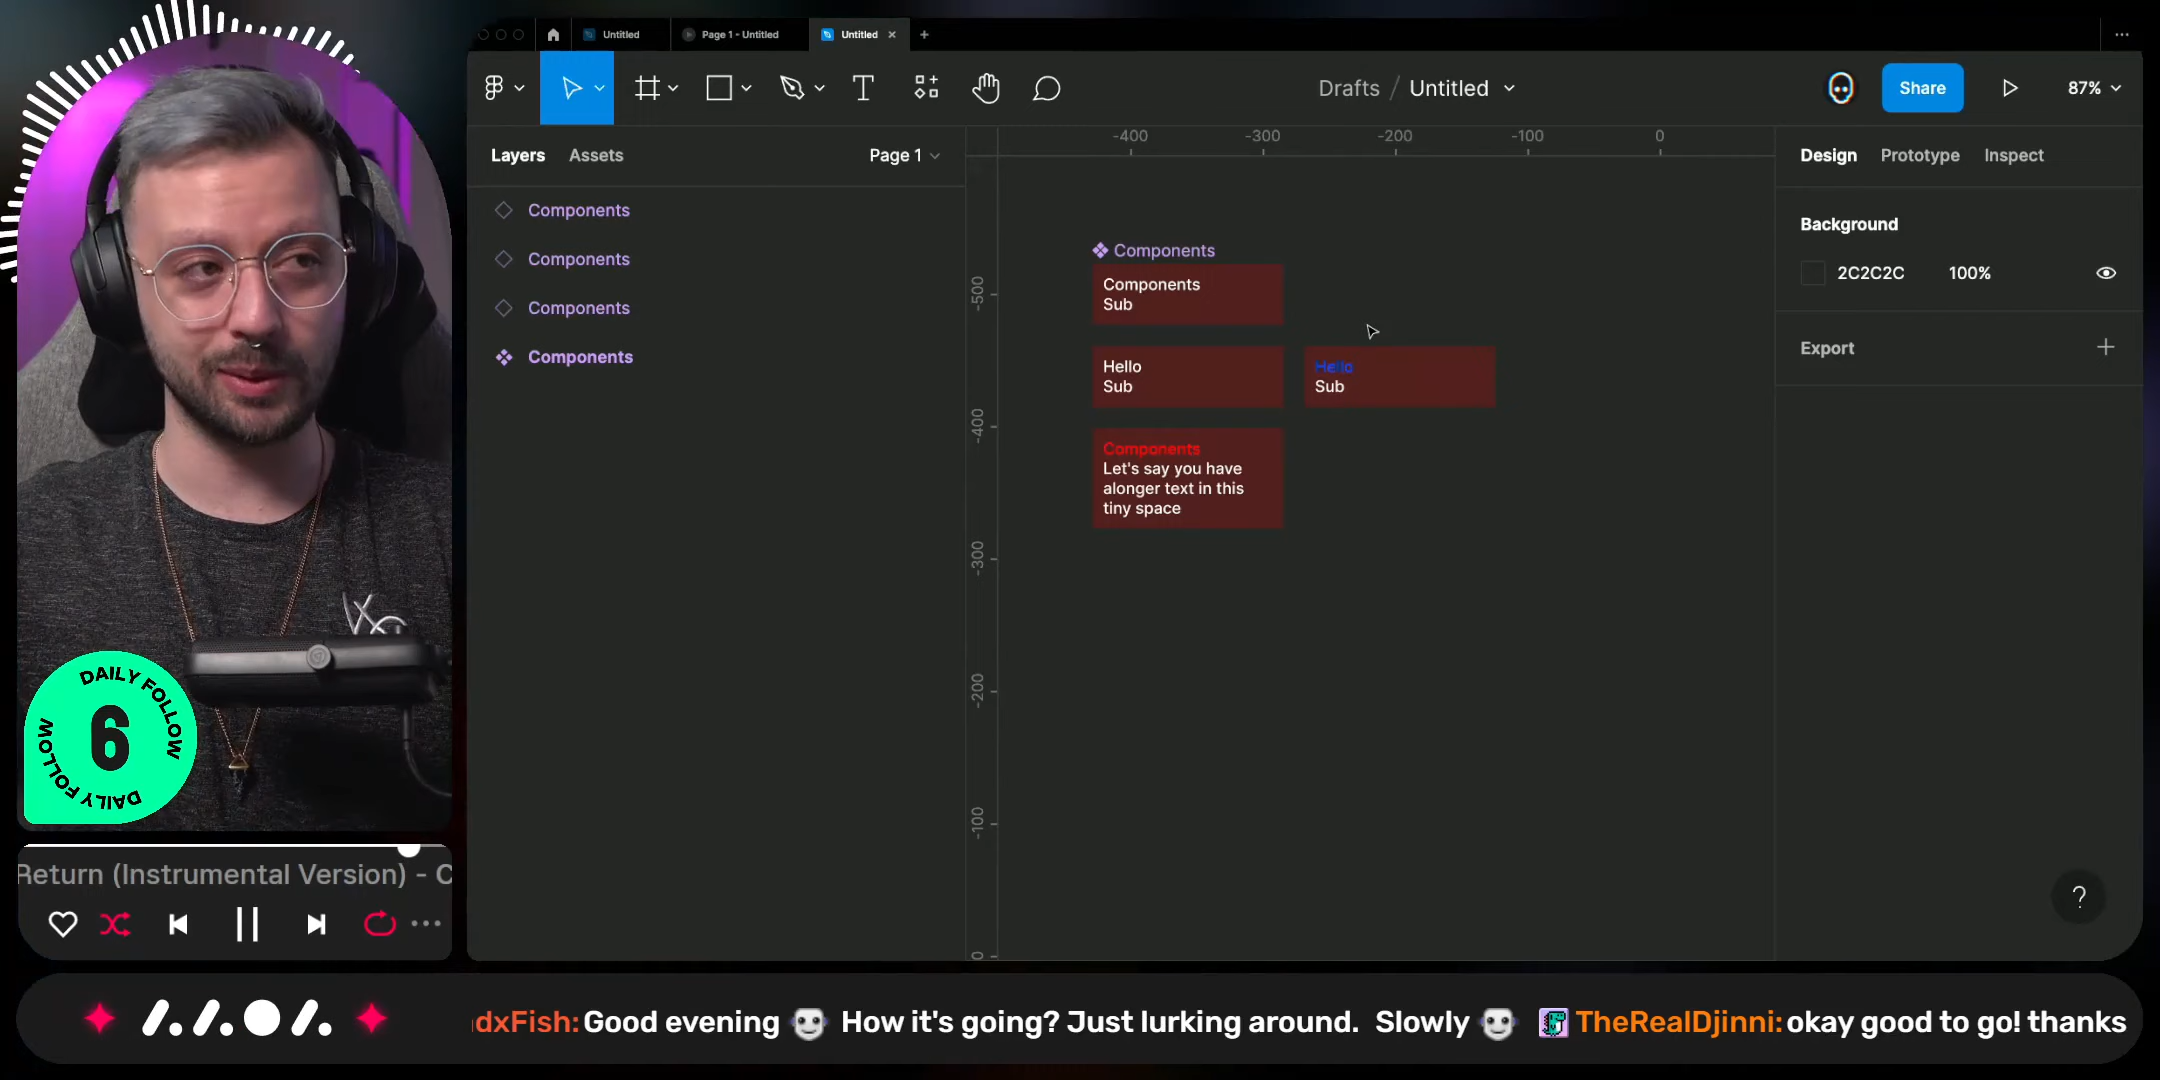 Untitled
Page 1 - Untitled
Untitled
Drafts / Untitled
Share
87%
Layers
Assets
Page 1
-400
-300
-200
-100
0
Design
Prototype
Inspect
Components
Components
Components
Components
-500
-400
-300
-200
-100
0
Components
Components
Sub
Hello
Sub
Hello
Sub
Components
Let's say you have
alonger text in this
tiny space
Background
2C2C2C
100%
Export
?
DAILY FOLLOW
6
DAILY FOLLOW
Return (Instrumental Version) - C
dxFish: Good evening How it's going? Just lurking around. Slowly TheRealDjinni: okay good to go! thanks